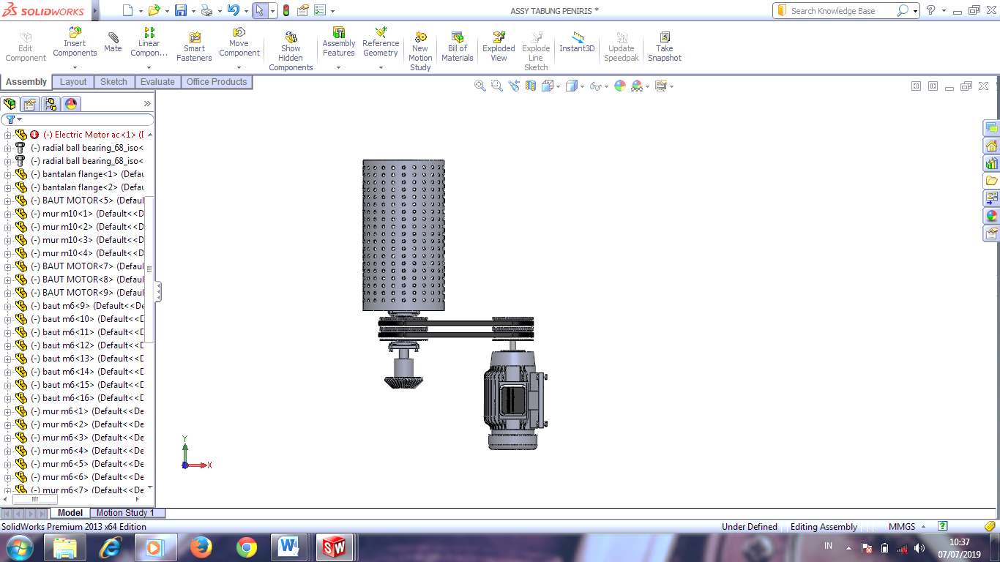 SOLIDWORKS
ASSY TABUNG PENIRIS *
Search Knowledge Base
Edit Component
Insert Components
Mate
Linear Compon...
Smart Fasteners
Move Component
Show Hidden Components
Assembly Features
Reference Geometry
New Motion Study
Bill of Materials
Exploded View
Explode Line Sketch
Instant3D
Update Speedpak
Take Snapshot
Assembly
Layout
Sketch
Evaluate
Office Products
(-) Electric Motor ac<1> (
(-) radial ball bearing_68_iso<
(-) radial ball bearing_68_iso<
(-) bantalan flange<1> (Defau
(-) bantalan flange<2> (Defau
(-) BAUT MOTOR<5> (Defaul
(-) mur m10<1> (Default<<D
(-) mur m10<2> (Default<<D
(-) mur m10<3> (Default<<D
(-) mur m10<4> (Default<<D
(-) BAUT MOTOR<7> (Defaul
(-) BAUT MOTOR<8> (Defaul
(-) BAUT MOTOR<9> (Defaul
(-) baut m6<9> (Default<<De
(-) baut m6<10> (Default<<D
(-) baut m6<11> (Default<<D
(-) baut m6<12> (Default<<D
(-) baut m6<13> (Default<<D
(-) baut m6<14> (Default<<D
(-) baut m6<15> (Default<<D
(-) baut m6<16> (Default<<D
(-) mur m6<1> (Default<<De
(-) mur m6<2> (Default<<De
(-) mur m6<3> (Default<<De
(-) mur m6<4> (Default<<De
(-) mur m6<5> (Default<<De
(-) mur m6<6> (Default<<De
(-) mur m6<7> (Default<<De
Y
X
Model
Motion Study 1
SolidWorks Premium 2013 x64 Edition
Under Defined
Editing Assembly
MMGS
IN
10:37
07/07/2019